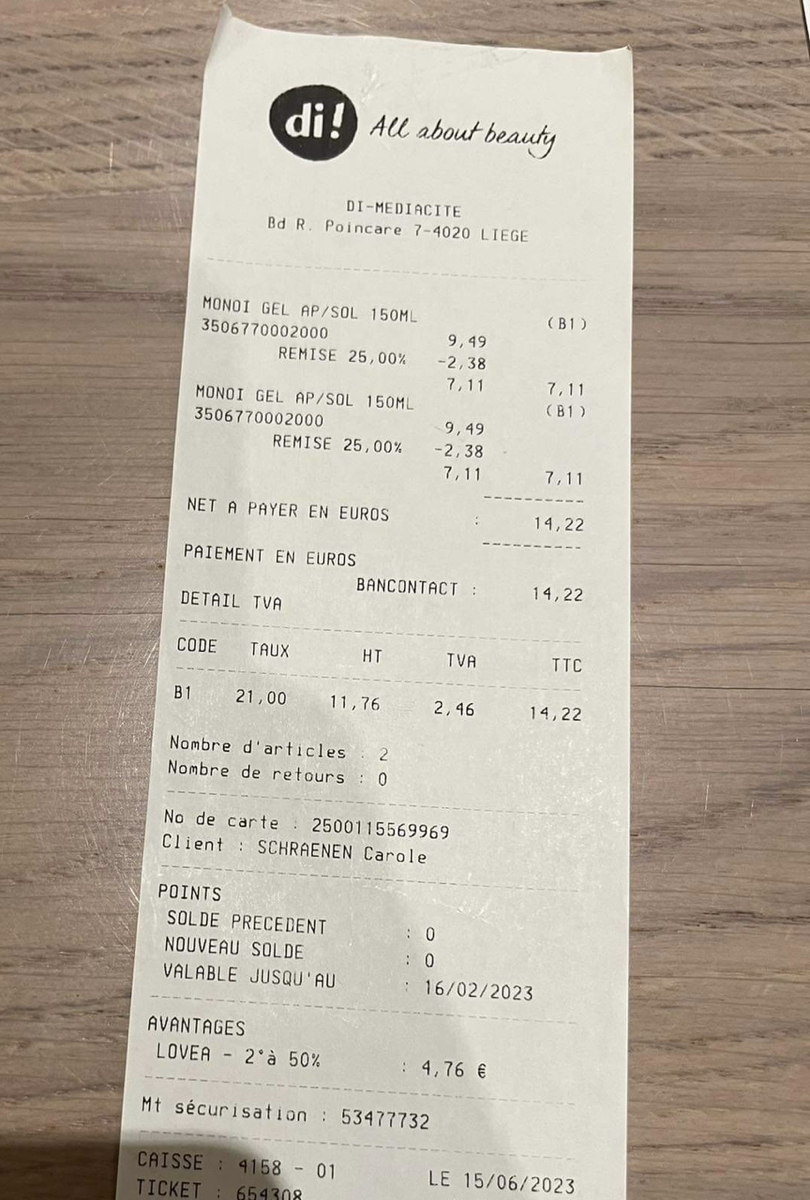 di! All about beauty
DI-MEDIACITE
Bd R. Poincare 7-4020 LIEGE
MONOI GEL AP/SOL 150ML (B1)
3506770002000 9,49
REMISE 25,00% -2,38
7,11 7,11
MONOI GEL AP/SOL 150ML (B1)
3506770002000 9,49
REMISE 25,00% -2,38
7,11 7,11
NET A PAYER EN EUROS : 14,22
PAIEMENT EN EUROS
BANCONTACT : 14,22
DETAIL TVA
CODE TAUX HT TVA TTC
B1 21,00 11,76 2,46 14,22
Nombre d'articles : 2
Nombre de retours : 0
No de carte : 2500115569969
Client : SCHRAENEN Carole
POINTS
SOLDE PRECEDENT : 0
NOUVEAU SOLDE : 0
VALABLE JUSQU'AU : 16/02/2023
AVANTAGES
LOVEA - 2°à 50% : 4,76 €
Mt sécurisation : 53477732
CAISSE : 4158 - 01 LE 15/06/2023
TICKET : 654308